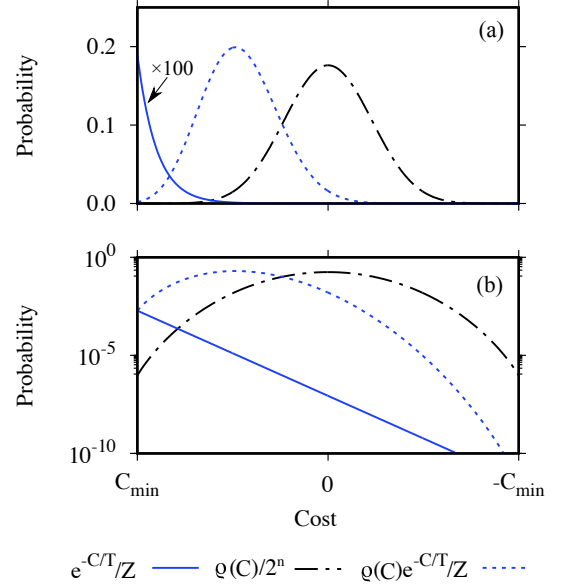 (a)
×100
0.2
0.1
0.0
Probability
(b)
10^0
10^-5
10^-10
Probability
C_min 0 -C_min
Cost
e^-C/T/Z ϱ(C)/2^n ϱ(C)e^-C/T/Z